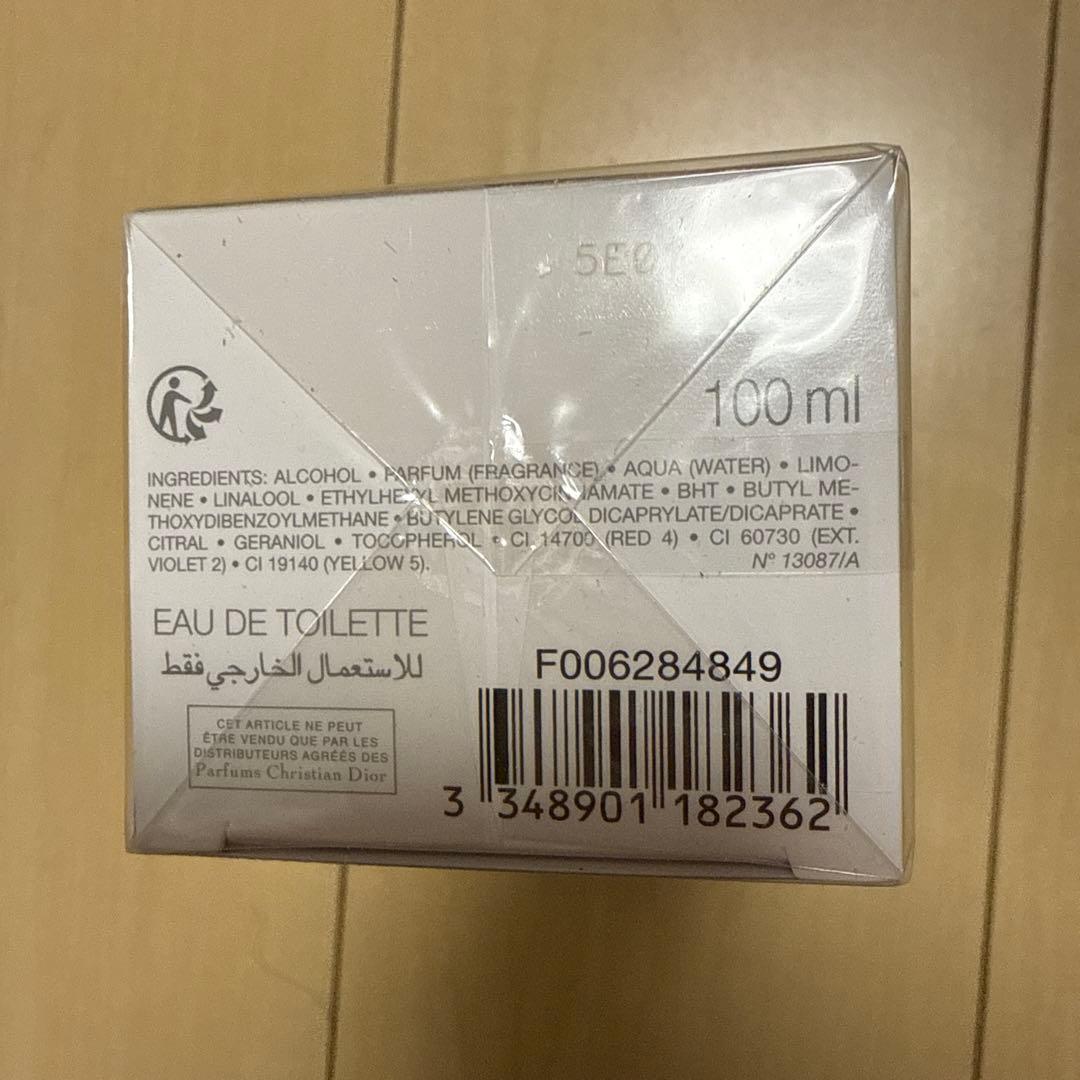 5E0
100 ml
INGREDIENTS: ALCOHOL • PARFUM (FRAGRANCE) • AQUA (WATER) • LIMO-
NENE • LINALOOL • ETHYLHEXYL METHOXYCINNAMATE • BHT • BUTYL ME-
THOXYDIBENZOYLMETHANE • BUTYLENE GLYCOL DICAPRYLATE/DICAPRATE •
CITRAL • GERANIOL • TOCOPHEROL • CI 14700 (RED 4) • CI 60730 (EXT.
VIOLET 2) • CI 19140 (YELLOW 5).
N° 13087/A
EAU DE TOILETTE
للاستعمال الخارجي فقط
CET ARTICLE NE PEUT
ÊTRE VENDU QUE PAR LES
DISTRIBUTEURS AGRÉÉS DES
Parfums Christian Dior
F006284849
3 348901 182362